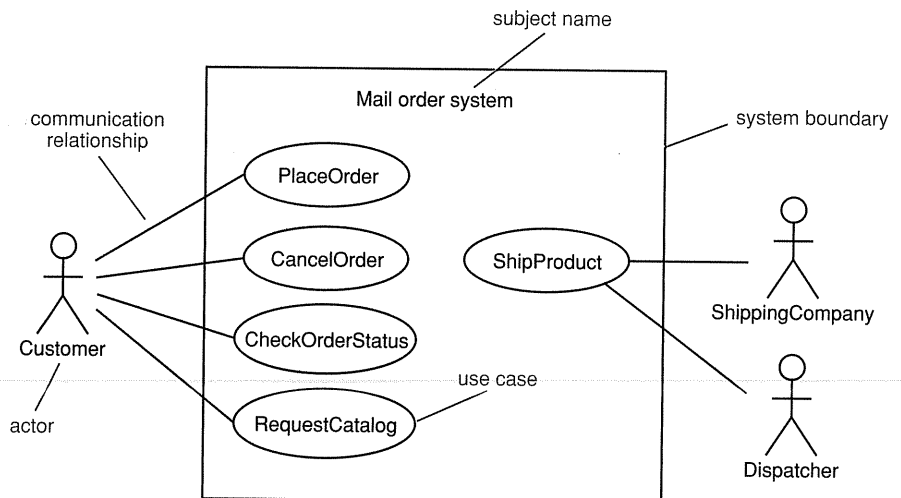 subject name
Mail order system
communication
relationship
system boundary
PlaceOrder
CancelOrder
ShipProduct
ShippingCompany
CheckOrderStatus
Customer
use case
RequestCatalog
actor
Dispatcher